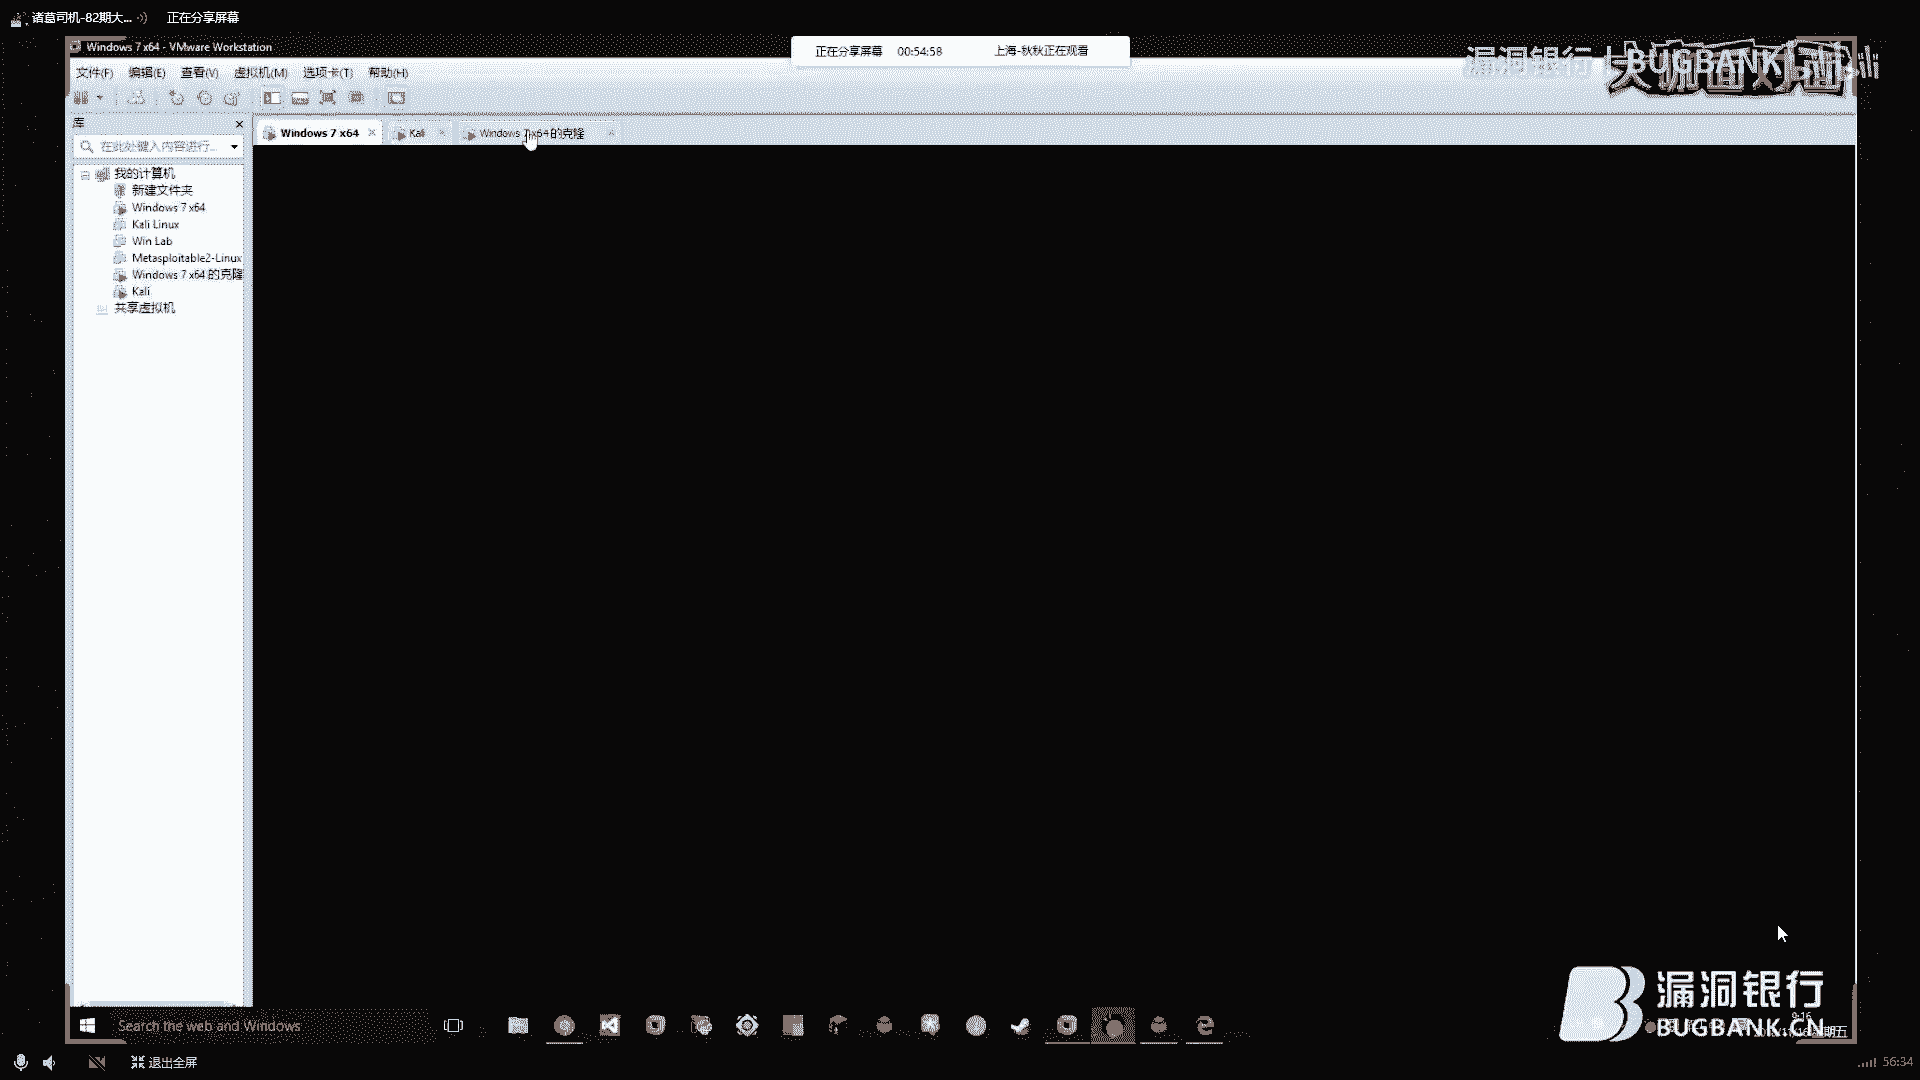 诸葛司机-82期大... 正在分享屏幕
Windows 7 x64 - VMware Workstation
正在分享屏幕 00:54:58 上海-秋秋正在观看
漏洞银行 | BUGBANK
文件(F) 编辑(E) 查看(V) 虚拟机(M) 选项卡(T) 帮助(H)
库
Windows 7 x64 Kali Windows 7 x64 的克隆
在此处键入内容进行...
我的计算机
新建文件夹
Windows 7 x64
Kali Linux
Win Lab
Metasploitable2-Linux
Windows 7 x64 的克隆
Kali
共享虚拟机
漏洞银行
BUGBANK.CN
Search the web and Windows
9:16
退出全屏
56:34